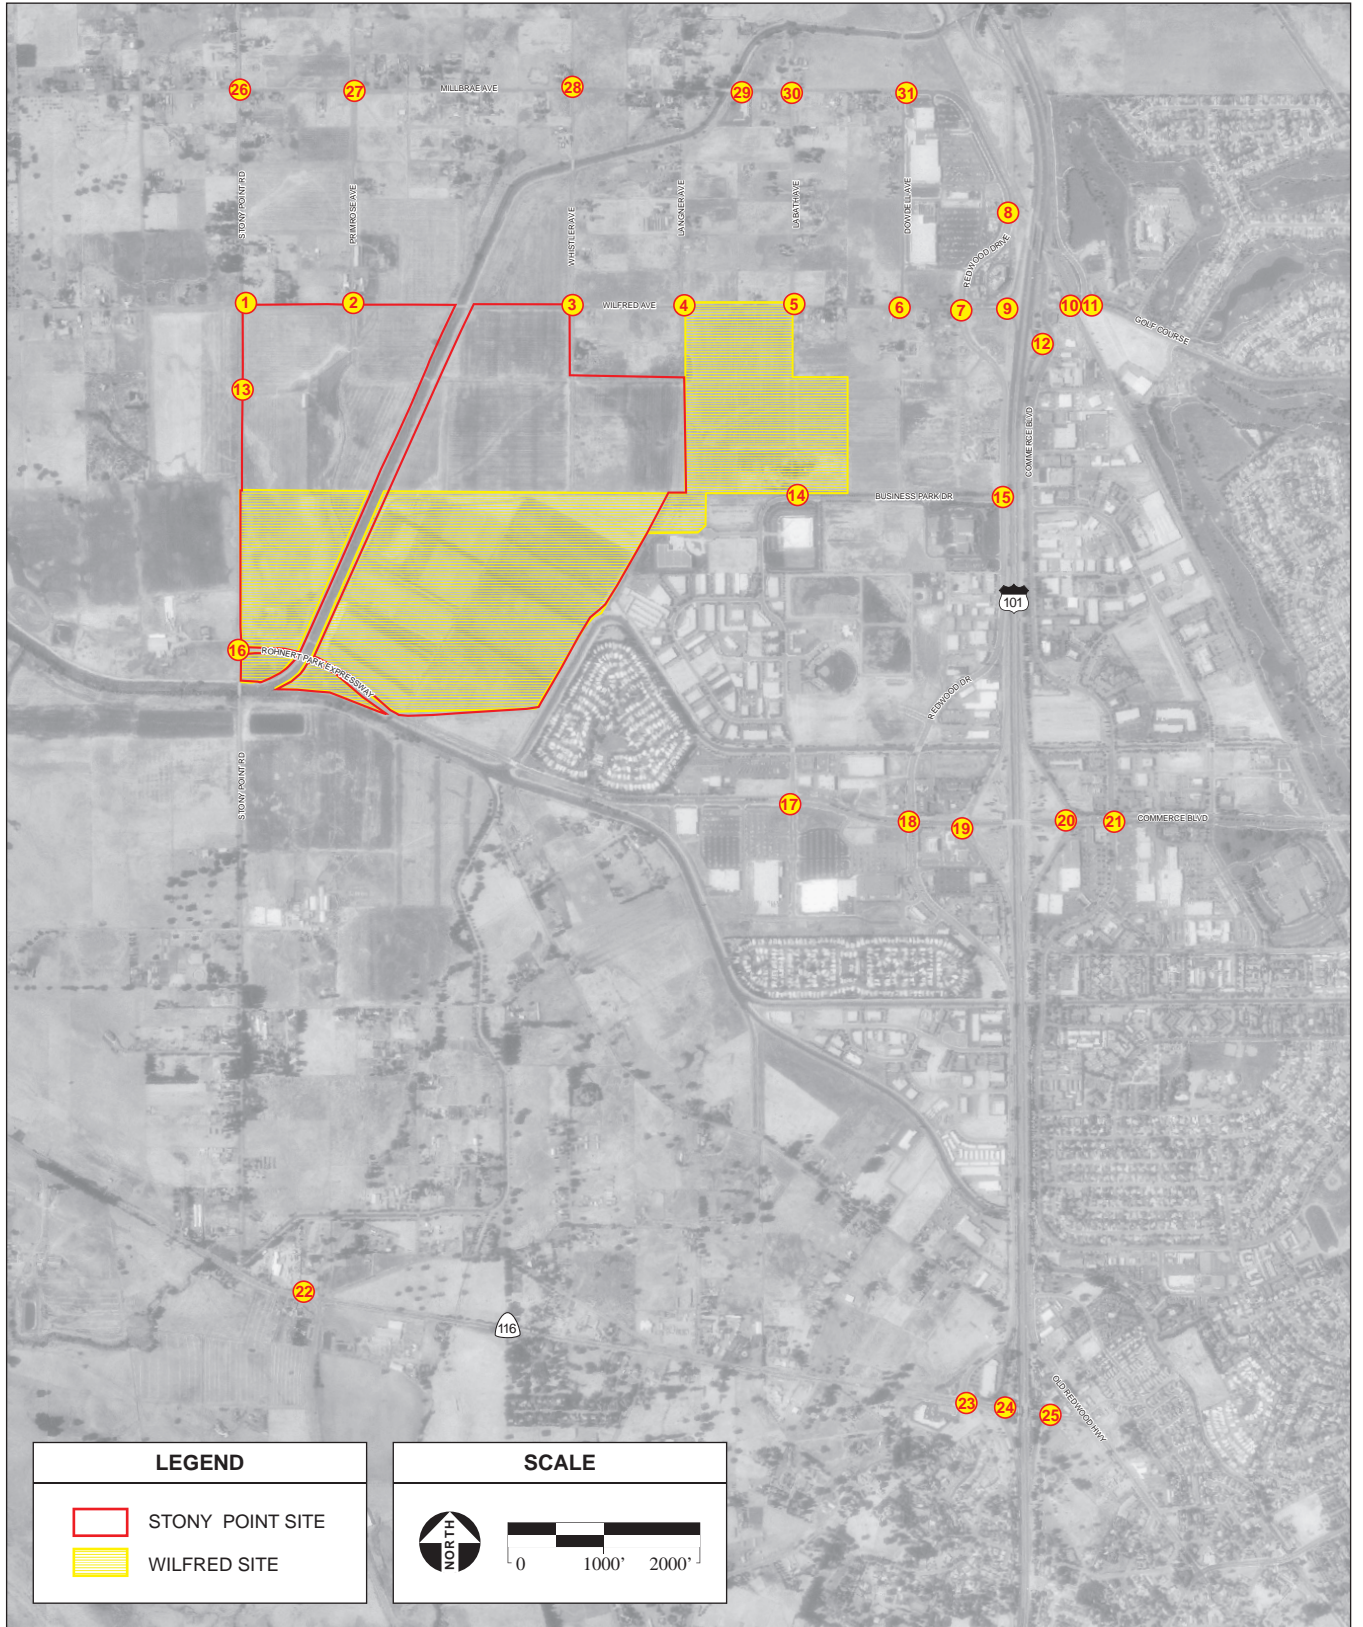 26
27
MILLBRAE AVE
28
29
30
31
STONY POINT RD
PRIMROSE AVE
WHISTLER AVE
LANGNER AVE
LABATH AVE
DOWDELL AVE
8
REDWOOD DRIVE
1
2
3
WILFRED AVE
4
5
6
7
9
10
11
GOLF COURSE
12
13
COMMERCE BLVD
14
BUSINESS PARK DR
15
101
16
ROHNERT PARK EXPRESSWAY
REDWOOD DR
STONY POINT RD
17
18
19
20
21
COMMERCE BLVD
22
116
23
24
25
OLD REDWOOD HWY
LEGEND
STONY POINT SITE
WILFRED SITE
SCALE
NORTH
0 1000' 2000'